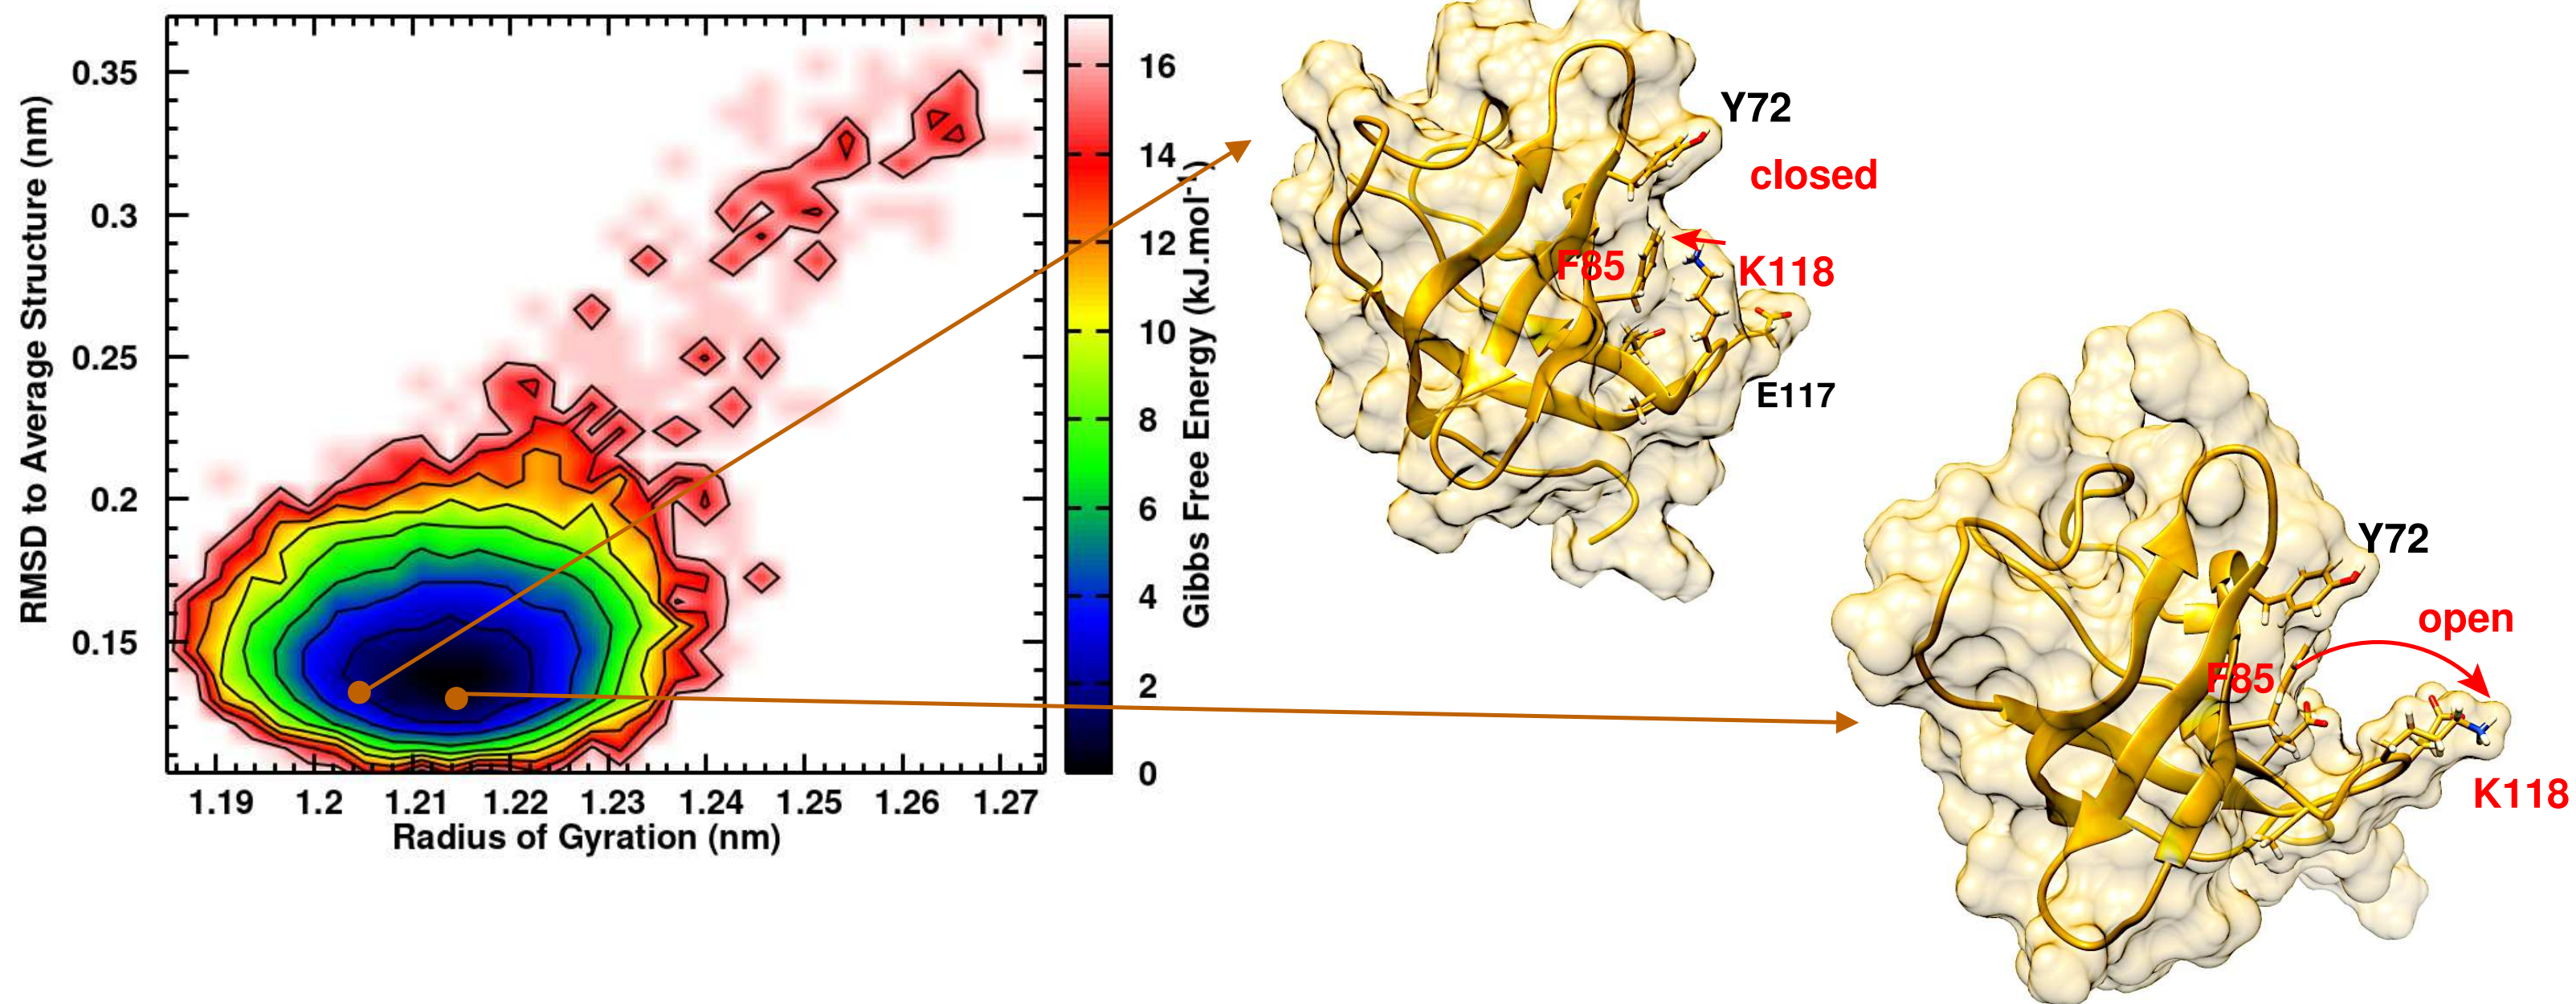 RMSD to Average Structure (nm)
0.35
0.3
0.25
0.2
0.15
1.19 1.2 1.21 1.22 1.23 1.24 1.25 1.26 1.27
Radius of Gyration (nm)
16
14
12
10
8
6
4
2
0
Gibbs Free Energy (kJ.mol⁻¹)
Y72
closed
F85
K118
E117
Y72
open
F85
K118